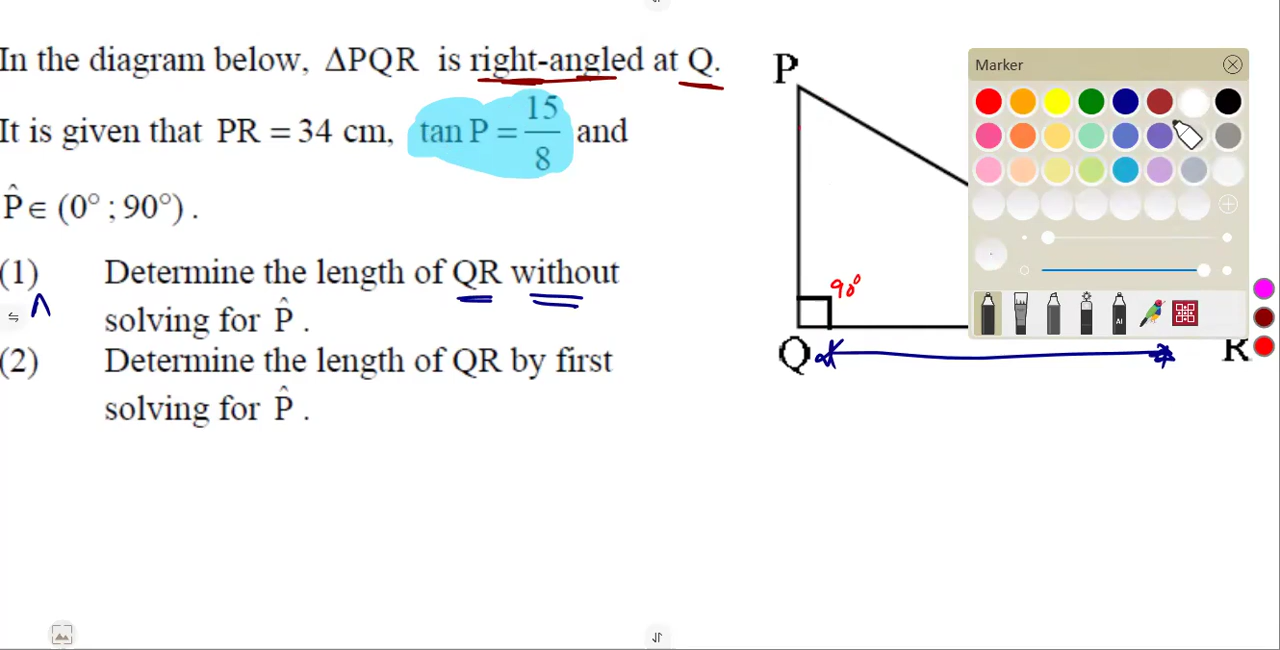 In the diagram below, ΔPQR is right-angled at Q.
It is given that PR = 34 cm, tan P = 15/8 and
P̂ ∈ (0° ; 90°) .
(1) Determine the length of QR without
solving for P̂ .
(2) Determine the length of QR by first
solving for P̂ .
P
90°
Q
R
Marker
AI